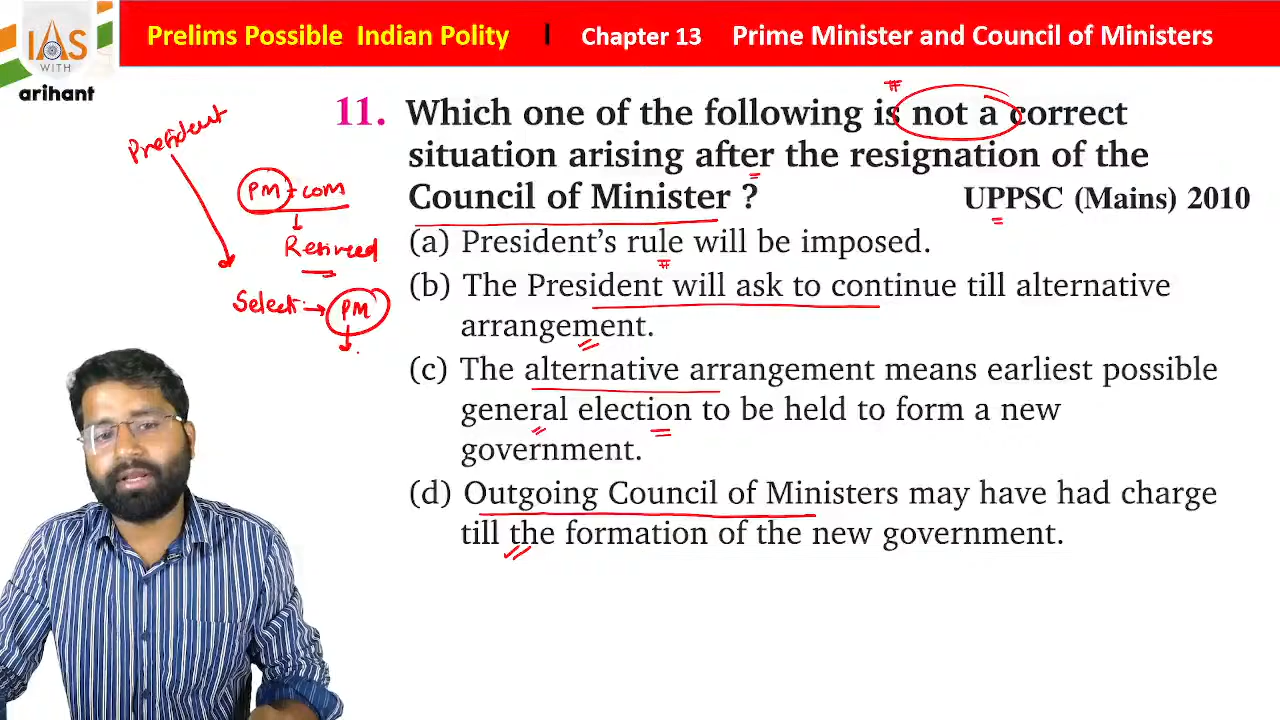 IAS
WITH
arihant
Prelims Possible Indian Polity | Chapter 13 Prime Minister and Council of Ministers
11. Which one of the following is not a correct
situation arising after the resignation of the
Council of Minister ?
UPPSC (Mains) 2010
(a) President's rule will be imposed.
(b) The President will ask to continue till alternative
arrangement.
(c) The alternative arrangement means earliest possible
general election to be held to form a new
government.
(d) Outgoing Council of Ministers may have had charge
till the formation of the new government.
President
PM + COM
Select → PM